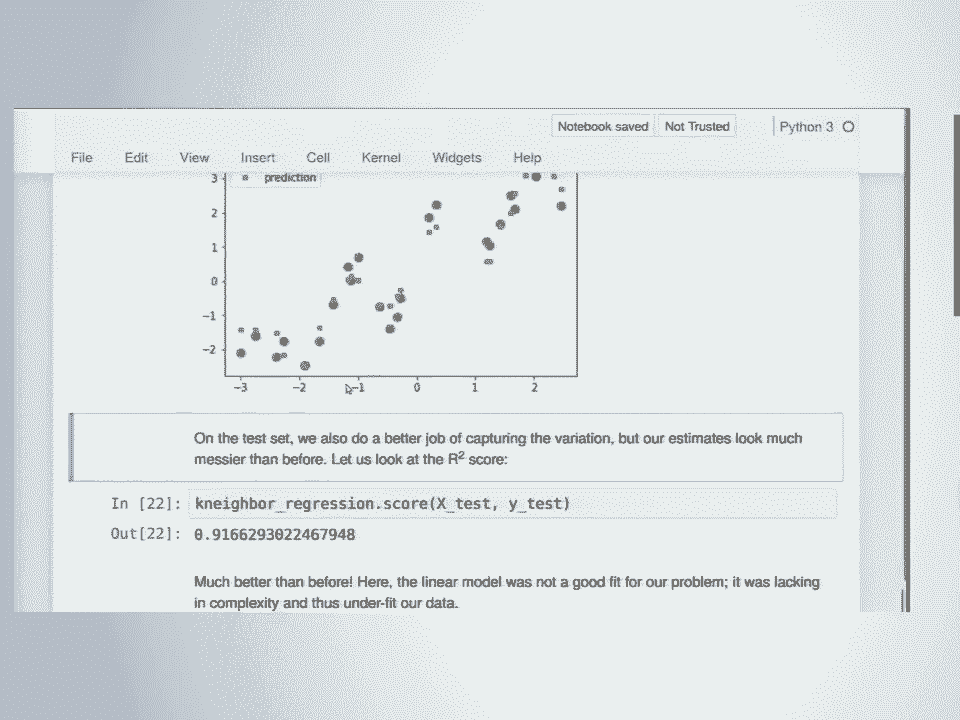 Notebook saved Not Trusted Python 3
File Edit View Insert Cell Kernel Widgets Help
3 prediction
2
1
0
−1
−2
−3 −2 −1 0 1 2
On the test set, we also do a better job of capturing the variation, but our estimates look much
messier than before. Let us look at the R² score:
In [22]: kneighbor_regression.score(X_test, y_test)
Out[22]: 0.9166293022467948
Much better than before! Here, the linear model was not a good fit for our problem; it was lacking
in complexity and thus under-fit our data.